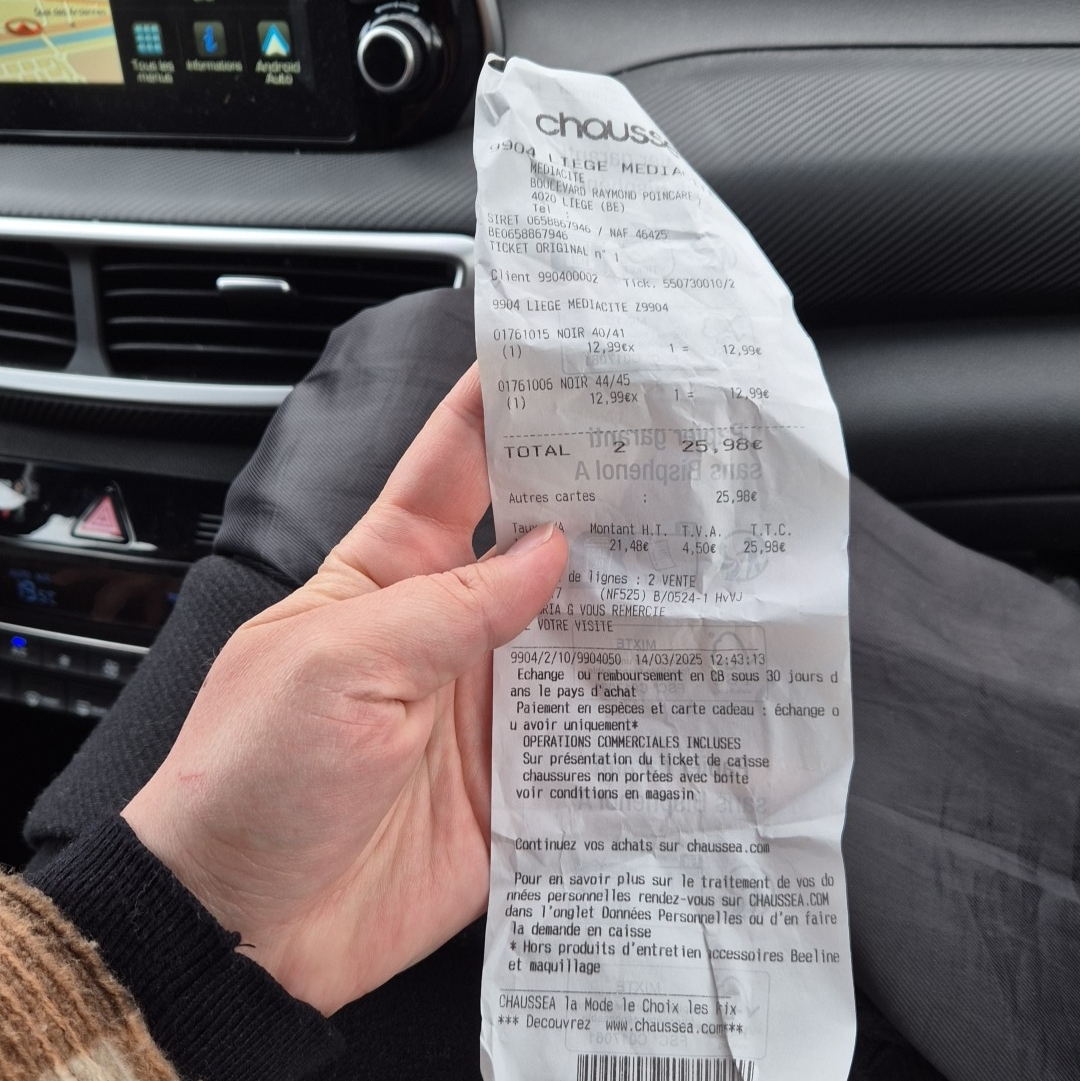 Tous les
menus
Informations
Android
Auto
chauss
9904 LIEGE MEDIA
MEDIACITE
BOULEVARD RAYMOND POINCARE
4020 LIEGE (BE)
Tel :
SIRET 0658867946 / NAF 46425
BE0658867946
TICKET ORIGINAL n° 1
Client 990400002 Tick. 550730010/2
9904 LIEGE MEDIACITE Z9904
01761015 NOIR 40/41
(1) 12,99€x 1 = 12,99€
01761006 NOIR 44/45
(1) 12,99€x 1 = 12,99€
TOTAL 2 25,98€
Porter garanti
sans Bisphenol A
Autres cartes : 25,98€
Montant H.T. T.V.A. T.T.C.
21,48€ 4,50€ 25,98€
de lignes : 2 VENTE
(NF525) B/0524-1 HvVJ
RIA G VOUS REMERCIE
VOTRE VISITE
MIXTE
9904/2/10/9904050 14/03/2025 12:43:13
Echange ou remboursement en CB sous 30 jours d
ans le pays d'achat
Paiement en espèces et carte cadeau : échange o
u avoir uniquement*
OPERATIONS COMMERCIALES INCLUSES
Sur présentation du ticket de caisse
chaussures non portées avec boite
voir conditions en magasin
sans Bisphenol A
Continuez vos achats sur chaussea.com
Pour en savoir plus sur le traitement de vos do
nnées personnelles rendez-vous sur CHAUSSEA.COM
dans l'onglet Données Personnelles ou d'en faire
la demande en caisse
* Hors produits d'entretien accessoires Beeline
et maquillage
MIXTE
CHAUSSEA la Mode le Choix les Prix
*** Decouvrez www.chaussea.com***